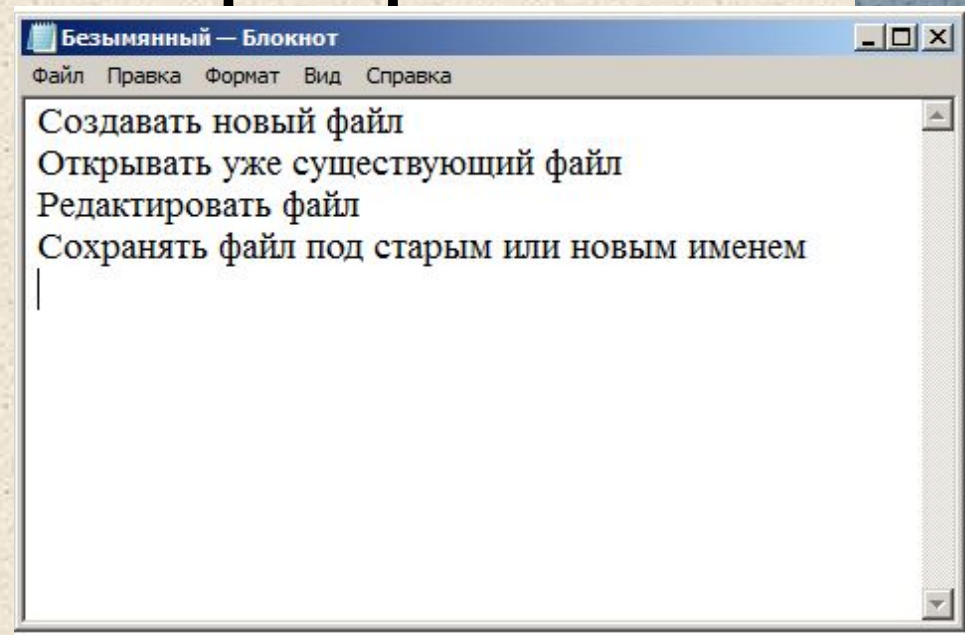 Безымянный — Блокнот
Файл Правка Формат Вид Справка
Создавать новый файл
Открывать уже существующий файл
Редактировать файл
Сохранять файл под старым или новым именем